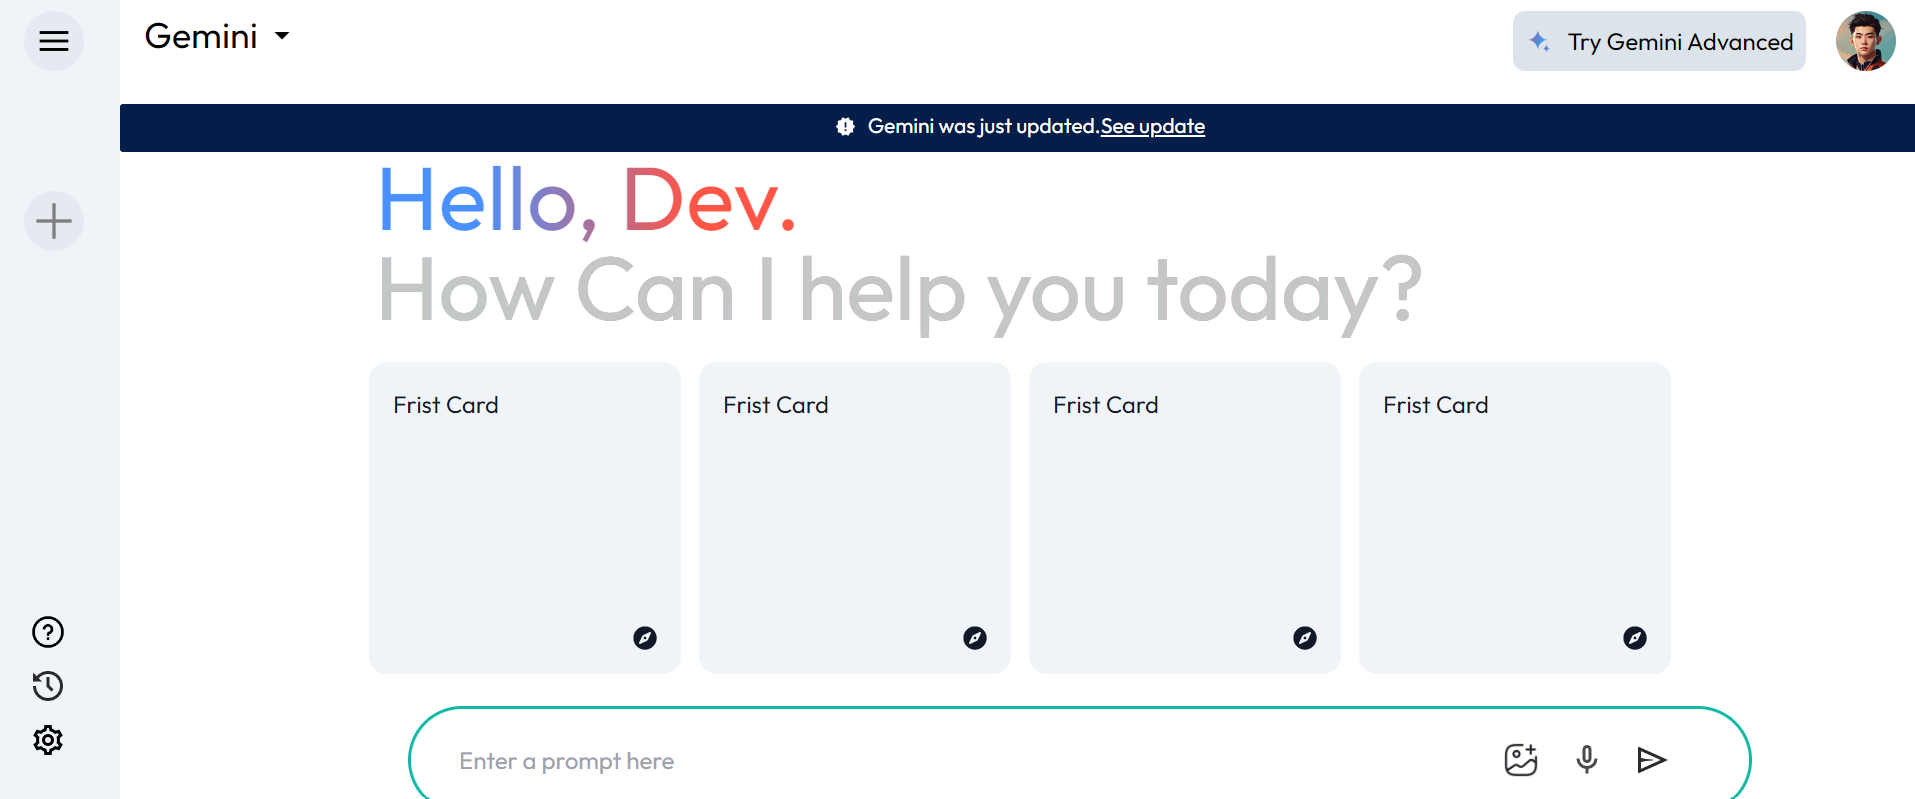 Gemini
Try Gemini Advanced
Gemini was just updated.See update
Hello, Dev.
How Can I help you today?
Frist Card
Frist Card
Frist Card
Frist Card
Enter a prompt here